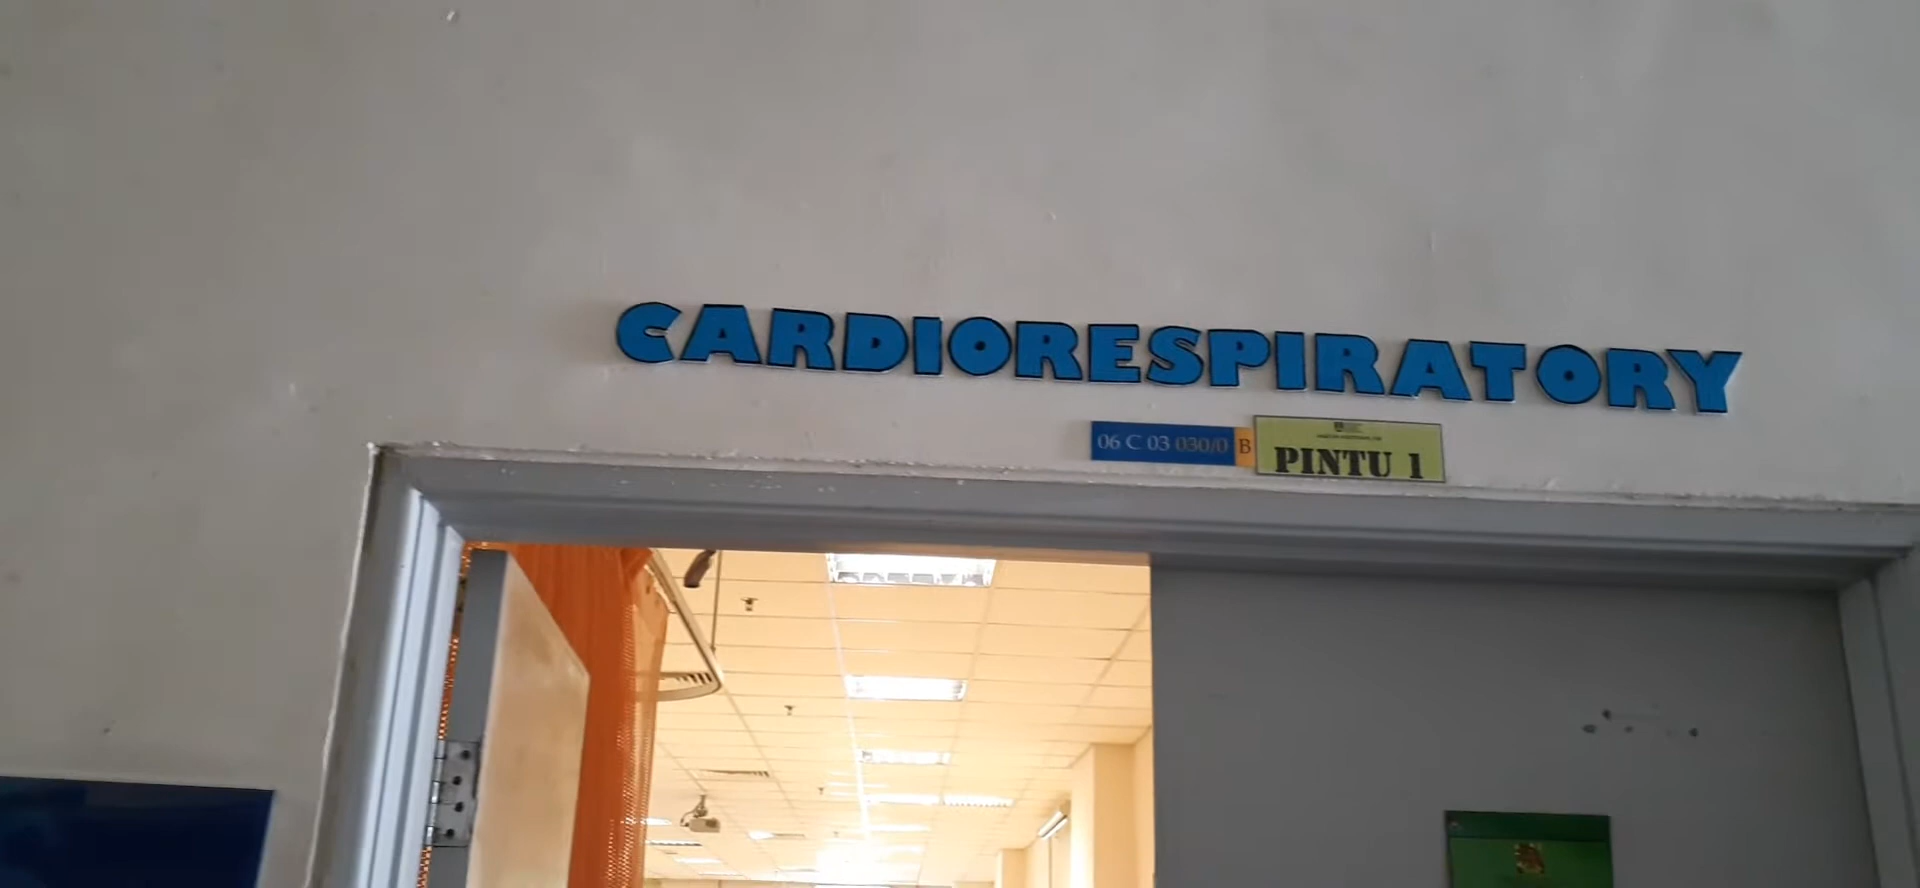 CARDIORESPIRATORY
06 C 03 030/0 B
PINTU 1